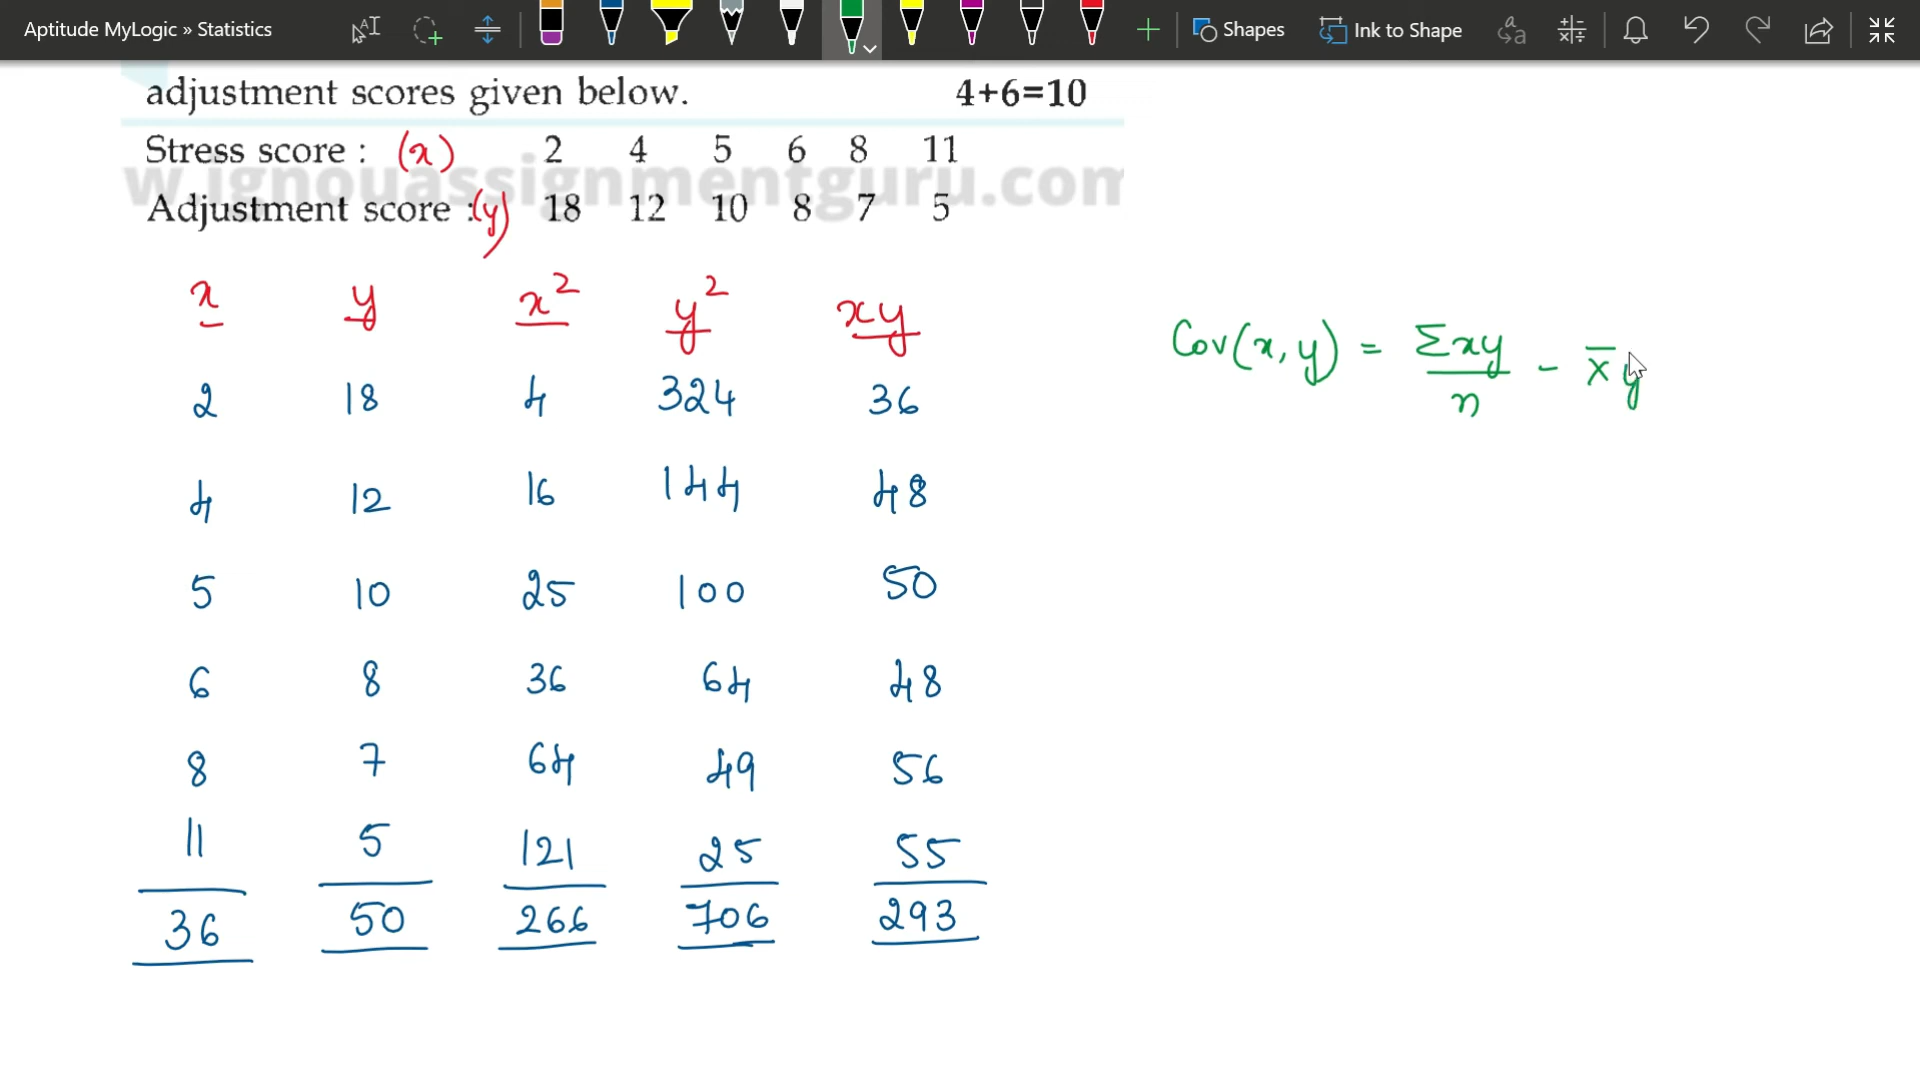 Aptitude MyLogic » Statistics Shapes Ink to Shape
adjustment scores given below. 4+6=10
Stress score : (x) 2 4 5 6 8 11
w.ignouassignmentguru.com
Adjustment score :(y) 18 12 10 8 7 5
x y x² y² xy
Cov(x, y) = Σxy/n - x̄ y
2 18 4 324 36
4 12 16 144 48
5 10 25 100 50
6 8 36 64 48
8 7 64 49 56
11 5 121 25 55
36 50 266 706 293